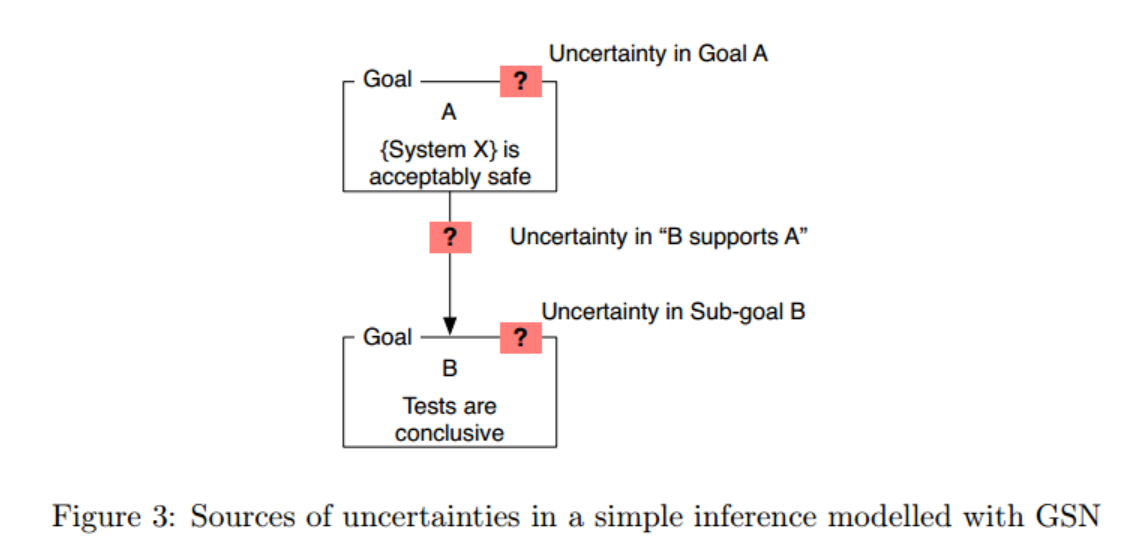 Uncertainty in Goal A
Goal
?
A
{System X} is
acceptably safe
?
Uncertainty in “B supports A”
Uncertainty in Sub-goal B
Goal
?
B
Tests are
conclusive
Figure 3: Sources of uncertainties in a simple inference modelled with GSN